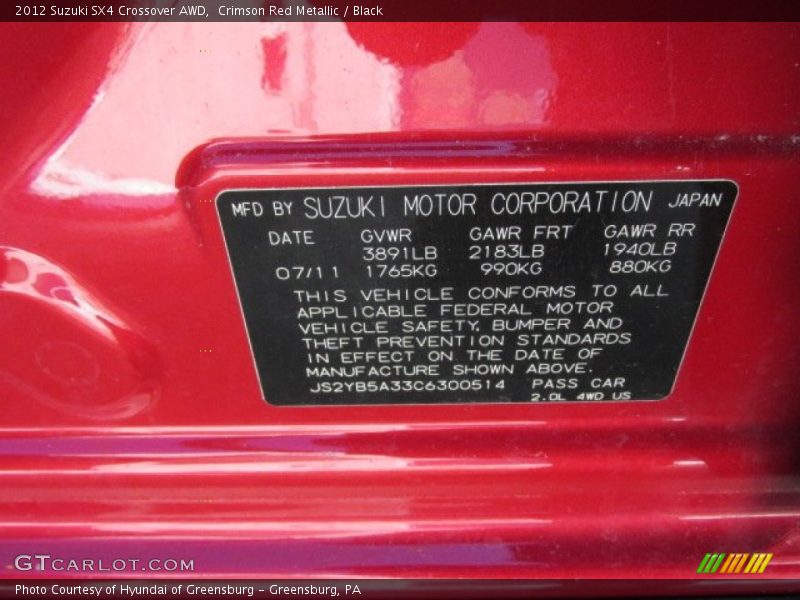 2012 Suzuki SX4 Crossover AWD, Crimson Red Metallic / Black
MFD BY SUZUKI MOTOR CORPORATION JAPAN
DATE GVWR GAWR FRT GAWR RR
3891LB 2183LB 1940LB
07/11 1765KG 990KG 880KG
THIS VEHICLE CONFORMS TO ALL
APPLICABLE FEDERAL MOTOR
VEHICLE SAFETY, BUMPER AND
THEFT PREVENTION STANDARDS
IN EFFECT ON THE DATE OF
MANUFACTURE SHOWN ABOVE.
JS2YB5A33C6300514 PASS CAR
2.0L 4WD US
GTCARLOT.COM
Photo Courtesy of Hyundai of Greensburg - Greensburg, PA